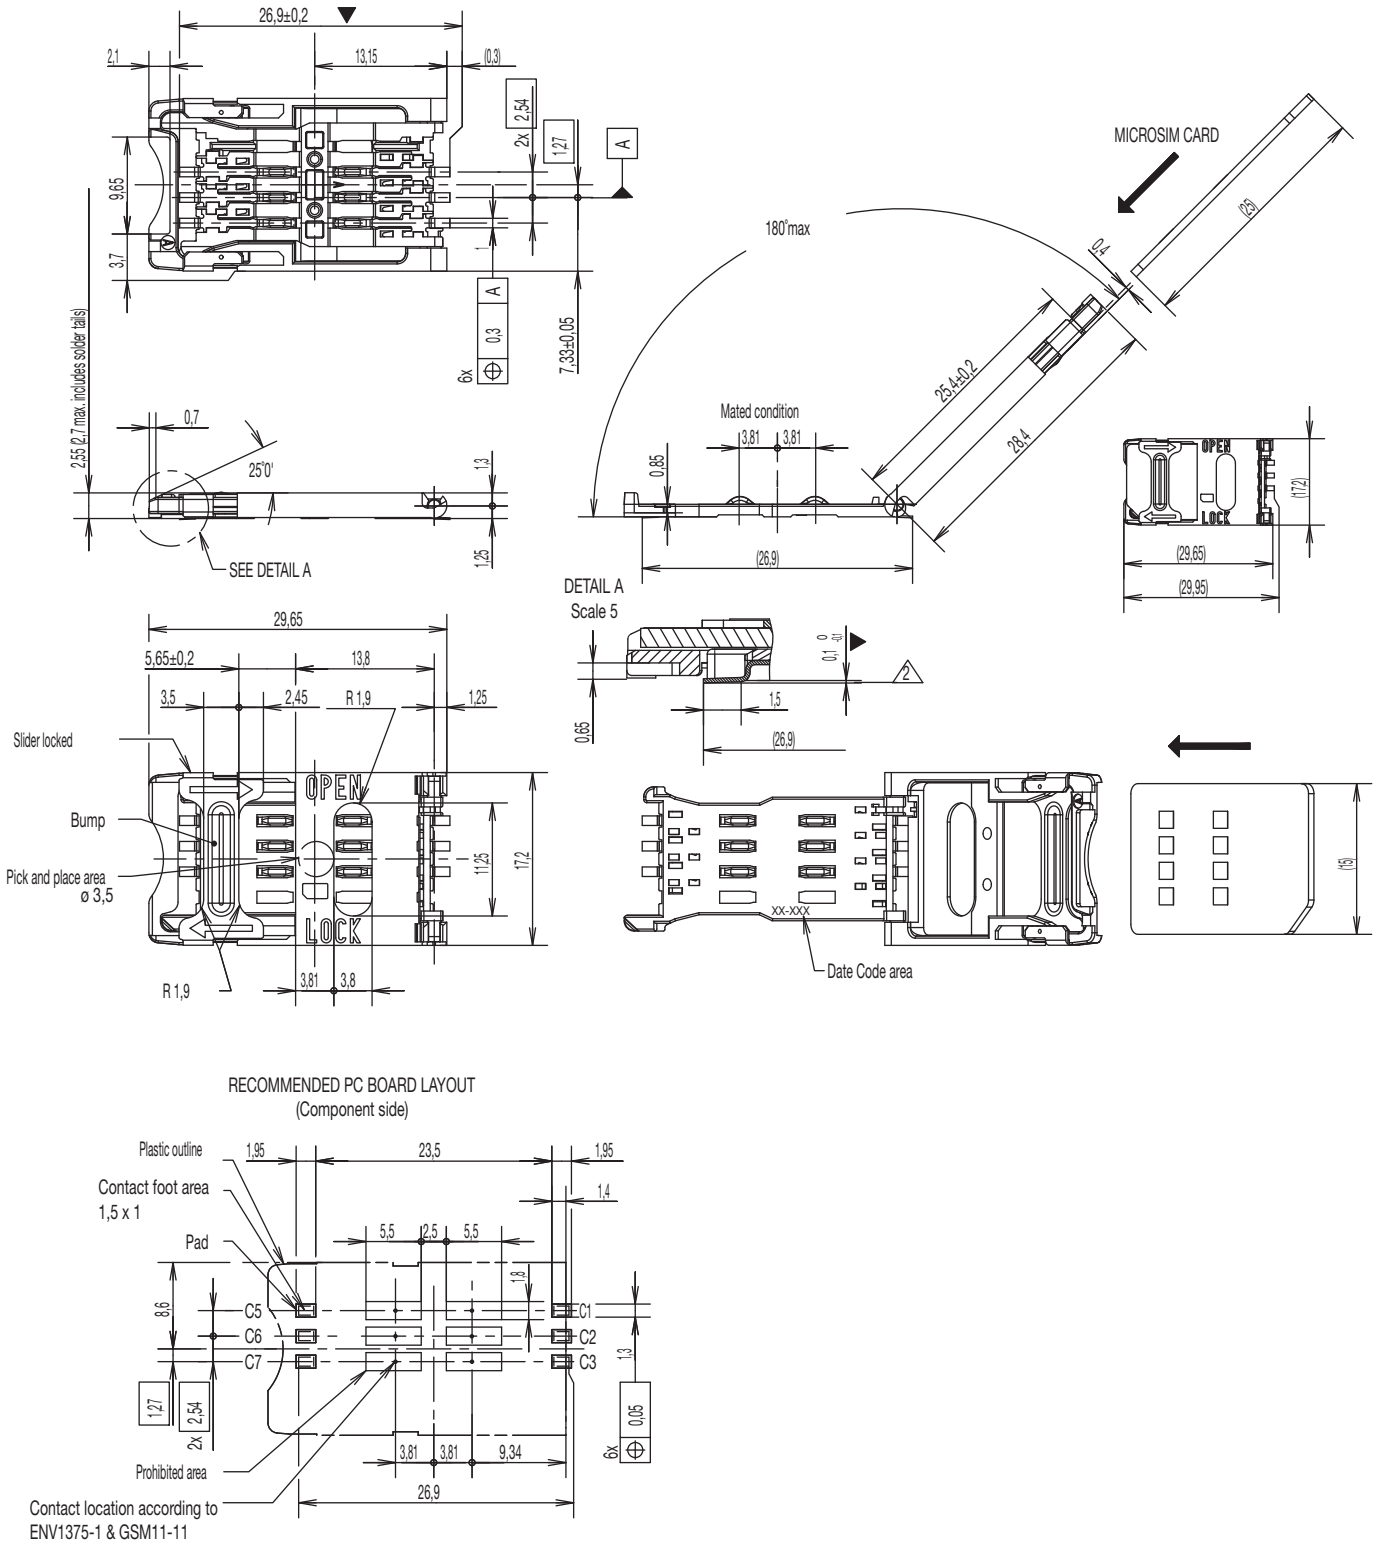 26,9±0,2
2,1
13,15
(0,3)
2x 2,54
1,27
A
MICROSIM CARD
9,65
3,7
A
(25)
180°max
0,4
1
A
0,3
6x
7,33±0,05
2,55 (2,7 max. includes solder tails)
25,4±0,2
28,4
0,7
25°0'
1,3
1,25
SEE DETAIL A
Mated condition
3,81
3,81
0,85
(26,9)
OPEN
LOCK
(17,2)
(29,65)
(29,95)
DETAIL A
Scale 5
0,1 0 -0,1
2
1,5
0,65
(26,9)
29,65
5,65±0,2
13,8
3,5
2,45
R 1,9
1,25
Slider locked
OPEN
Bump
Pick and place area
ø 3,5
11,25
17,2
LOCK
R 1,9
3,81
3,8
A
XX-XXX
Date Code area
(15)
RECOMMENDED PC BOARD LAYOUT
(Component side)
Plastic outline
1,95
23,5
1,95
Contact foot area
1,5 x 1
1,4
Pad
5,5
2,5
5,5
1,8
8,6
C5
C1
C6
C2
C7
C3
1,3
1,27
2x 2,54
6x 0,05
3,81
3,81
9,34
Prohibited area
26,9
Contact location according to
ENV1375-1 & GSM11-11